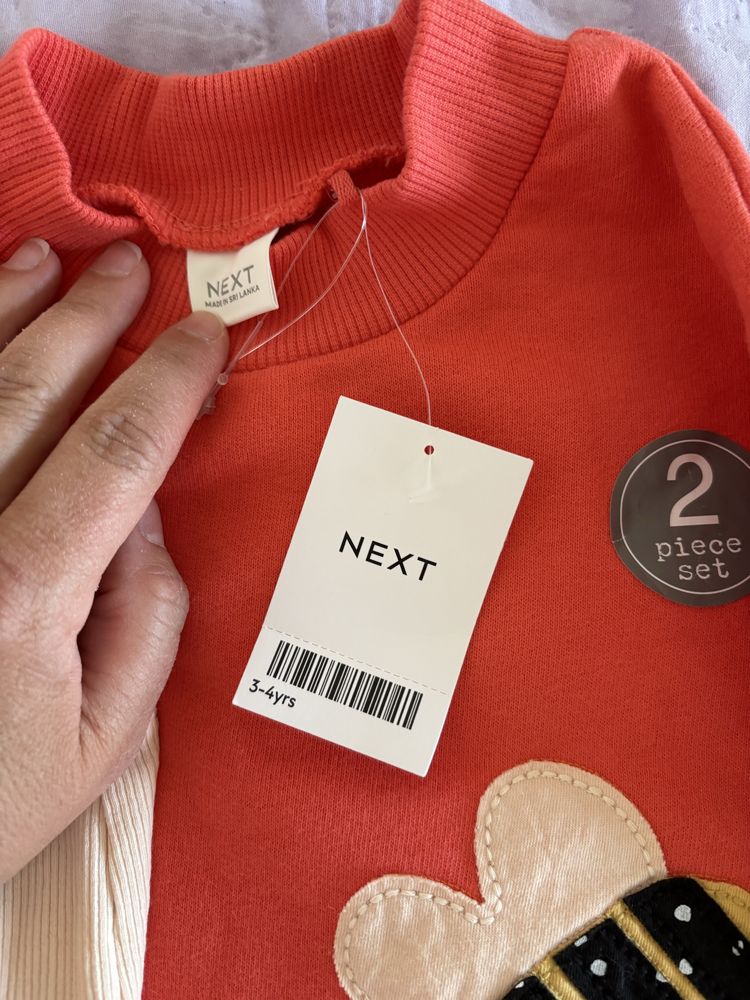 NEXT
MADE IN SRI LANKA
NEXT
3-4yrs
2
piece
set